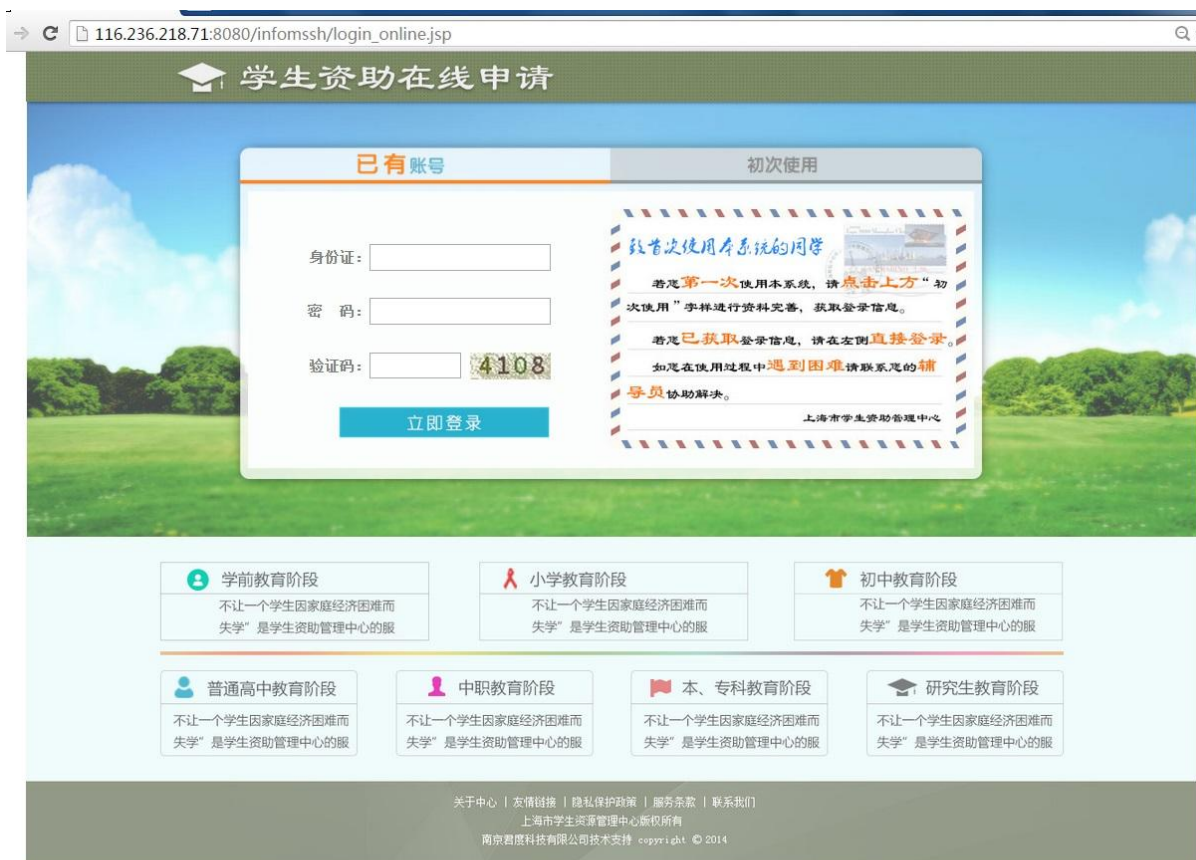 116.236.218.71:8080/infomssh/login_online.jsp
学生资助在线申请
已有账号
初次使用
身份证：
密 码：
验证码：
4108
立即登录
致首次使用本系统的同学
若您第一次使用本系统，请点击上方“初
次使用”字样进行资料完善，获取登录信息。
若您已获取登录信息，请在左侧直接登录。
如您在使用过程中遇到困难请联系您的辅
导员协助解决。
上海市学生资助管理中心
学前教育阶段
不让一个学生因家庭经济困难而
失学”是学生资助管理中心的服
小学教育阶段
不让一个学生因家庭经济困难而
失学”是学生资助管理中心的服
初中教育阶段
不让一个学生因家庭经济困难而
失学”是学生资助管理中心的服
普通高中教育阶段
不让一个学生因家庭经济困难而
失学”是学生资助管理中心的服
中职教育阶段
不让一个学生因家庭经济困难而
失学”是学生资助管理中心的服
本、专科教育阶段
不让一个学生因家庭经济困难而
失学”是学生资助管理中心的服
研究生教育阶段
不让一个学生因家庭经济困难而
失学”是学生资助管理中心的服
关于中心 | 友情链接 | 隐私保护政策 | 服务条款 | 联系我们
上海市学生资源管理中心版权所有
南京君度科技有限公司技术支持 copyright © 2014